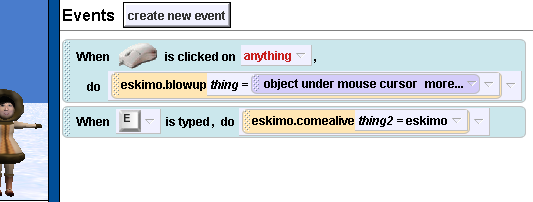 Events create new event
When is clicked on anything ,
do eskimo.blowup thing = object under mouse cursor more...
When E is typed, do eskimo.comealive thing2 = eskimo